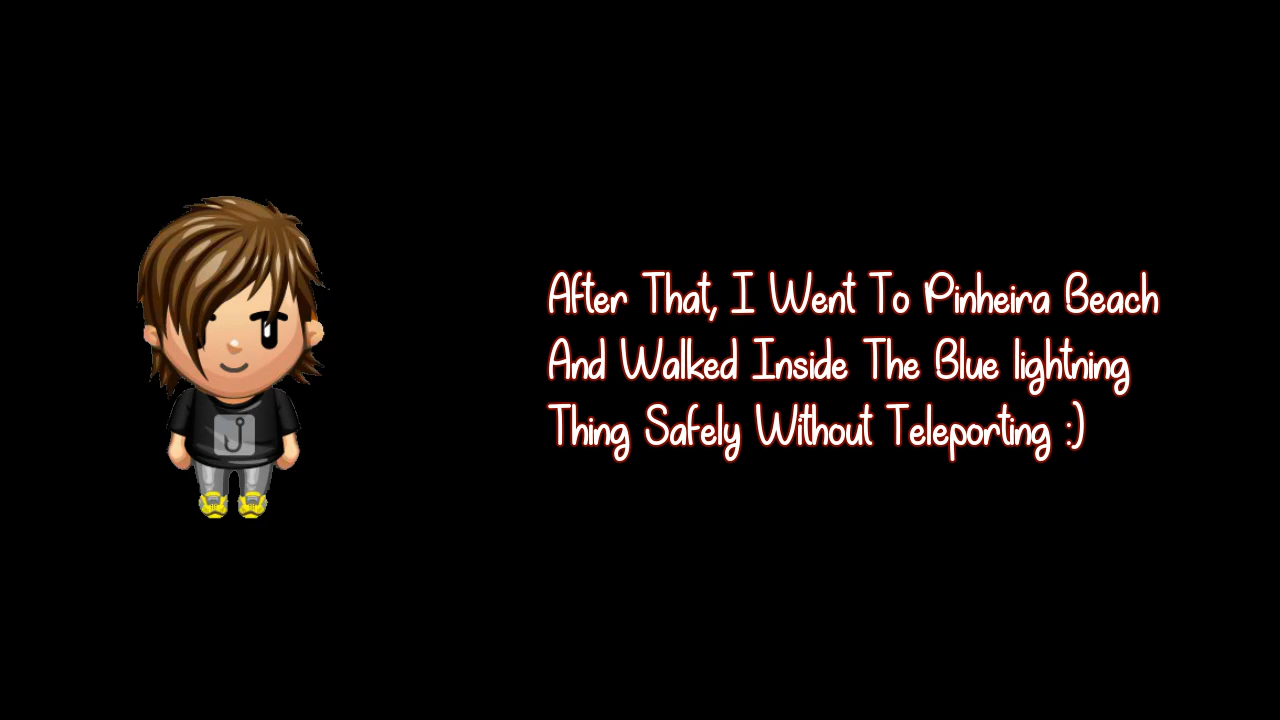 After That, I Went To Pinheira Beach
And Walked Inside The Blue lightning
Thing Safely Without Teleporting :)